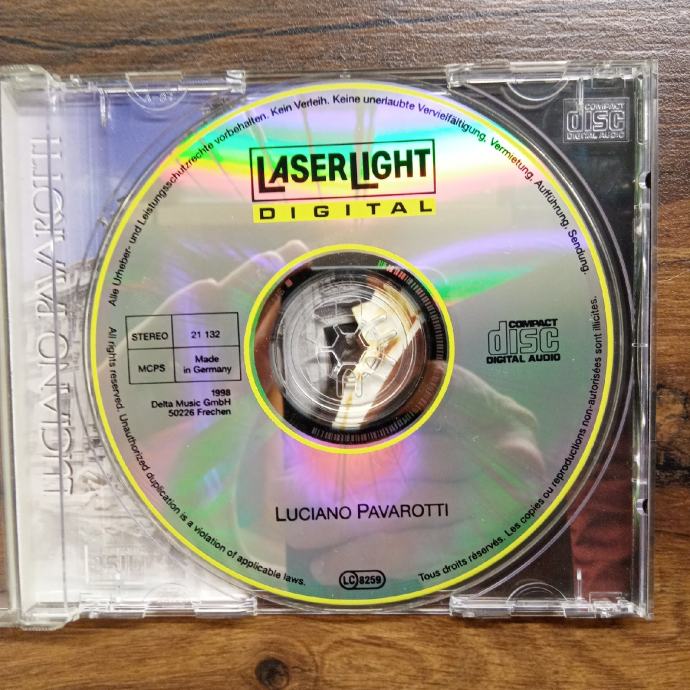 LUCIANO PAVAROTTI
COMPACT
disc
DIGITAL AUDIO
Alle Urheber- und Leistungsschutzrechte vorbehalten. Kein Verleih. Keine unerlaubte Vervielfältigung, Vermietung, Aufführung, Sendung.
LASERLIGHT
DIGITAL
STEREO 21 132
MCPS Made
in Germany
1998
Delta Music GmbH
50226 Frechen
COMPACT
disc
DIGITAL AUDIO
LUCIANO PAVAROTTI
LC 8259
All rights reserved. Unauthorized duplication is a violation of applicable laws.
Tous droits réservés. Les copies ou reproductions non-autorisées sont illicites.